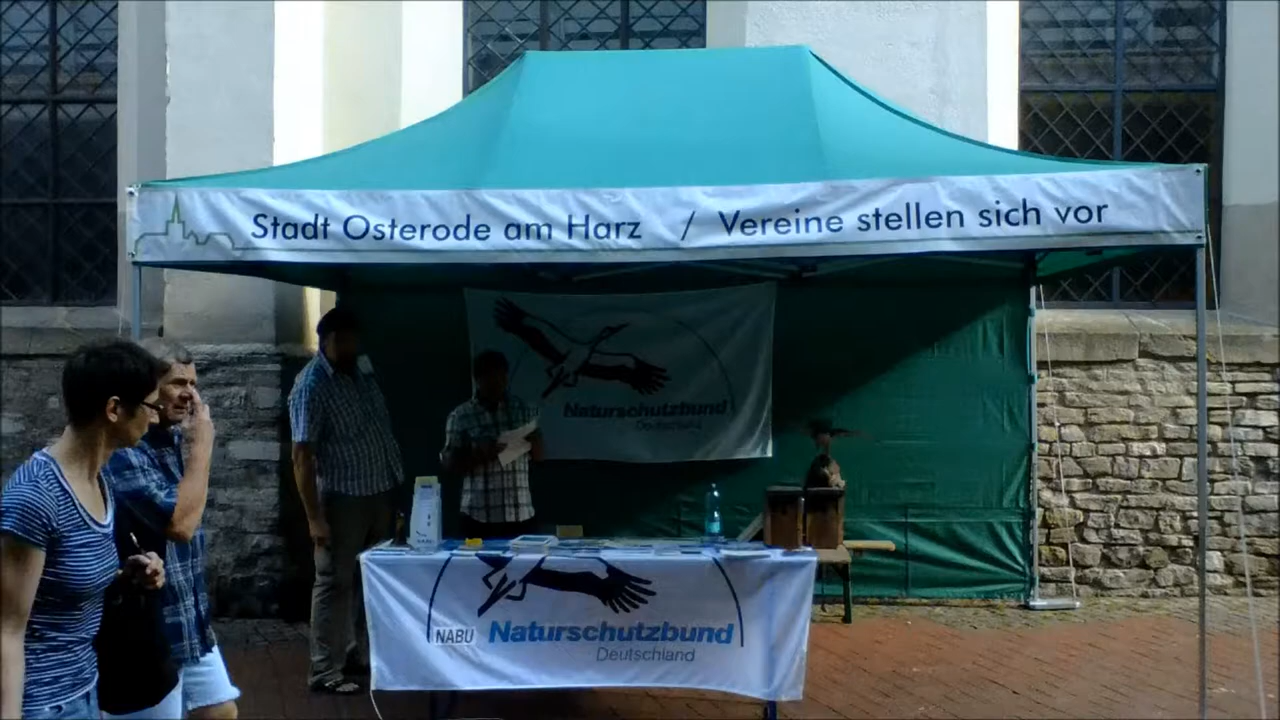 Stadt Osterode am Harz / Vereine stellen sich vor
Naturschutzbund
Deutschland
NABU Naturschutzbund
Deutschland